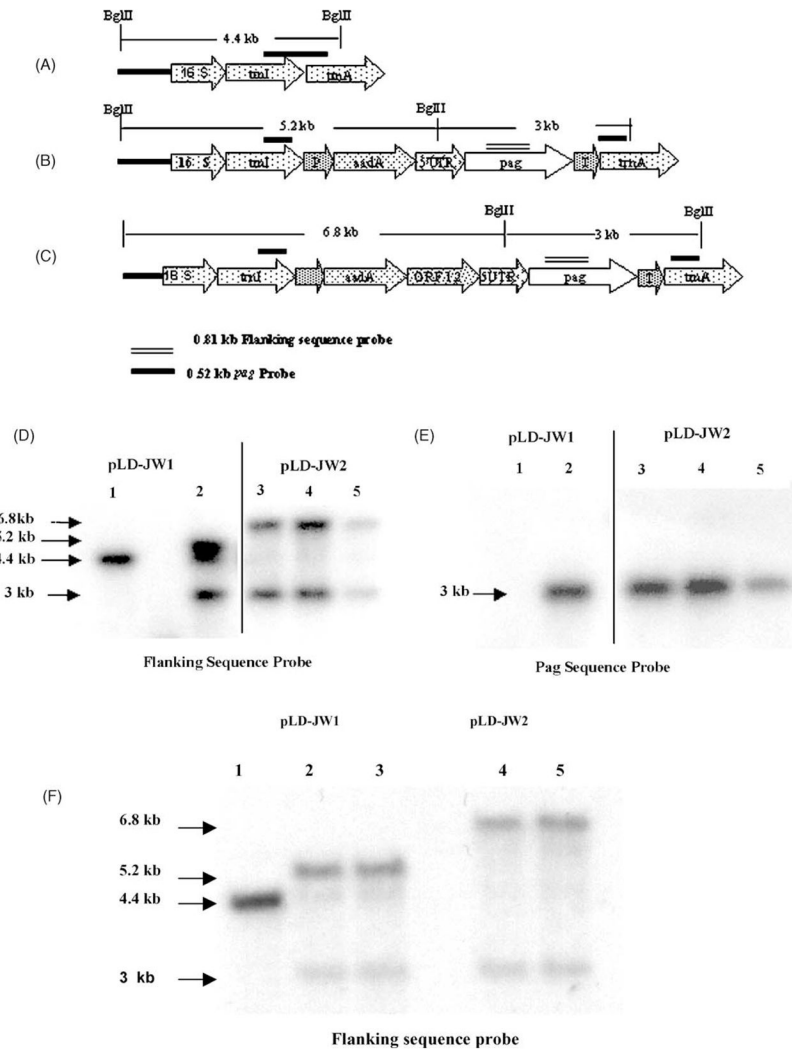 BglII BglII
4.4 kb
(A)
16 S trnI trnA
BglII BglII
5.2kb 3 kb
(B)
16 S trnI P aadA 5'UTR pag T trnA
BglII BglII
6.8 kb 3 kb
(C)
16 S trnI aadA ORF1,2 5UTR pag T trnA
0.81 kb Flanking sequence probe
0.52 kb pag Probe
(D) (E)
pLD-JW1 pLD-JW2
1 2 3 4 5
6.8kb
5.2 kb
4.4 kb
3 kb
Flanking Sequence Probe
pLD-JW1 pLD-JW2
1 2 3 4 5
3 kb
Pag Sequence Probe
pLD-JW1 pLD-JW2
1 2 3 4 5
(F)
6.8 kb
5.2 kb
4.4 kb
3 kb
Flanking sequence probe